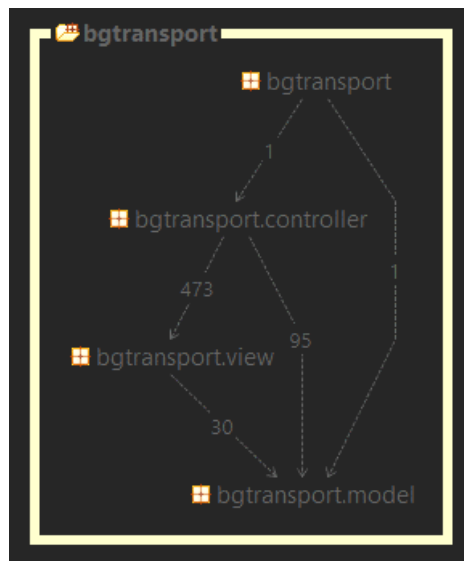 bgtransport
bgtransport
1
bgtransport.controller
473
1
95
bgtransport.view
30
bgtransport.model